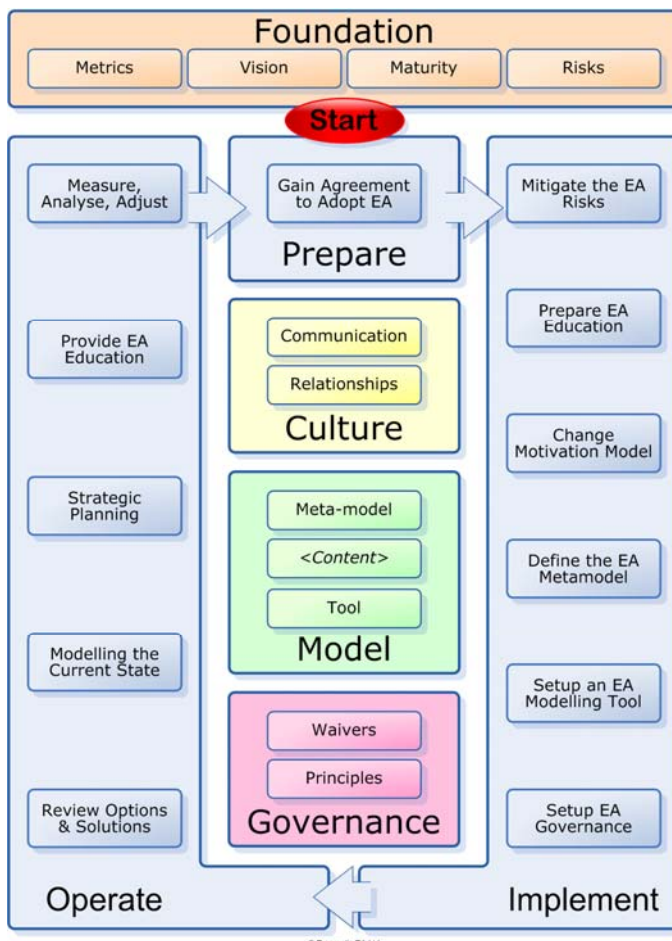 Foundation
Metrics
Vision
Maturity
Risks
Start
Measure,
Analyse, Adjust
Provide EA
Education
Strategic
Planning
Modelling the
Current State
Review Options
& Solutions
Operate
Gain Agreement
to Adopt EA
Prepare
Communication
Relationships
Culture
Meta-model
<Content>
Tool
Model
Waivers
Principles
Governance
Mitigate the EA
Risks
Prepare EA
Education
Change
Motivation Model
Define the EA
Metamodel
Setup an EA
Modelling Tool
Setup EA
Governance
Implement